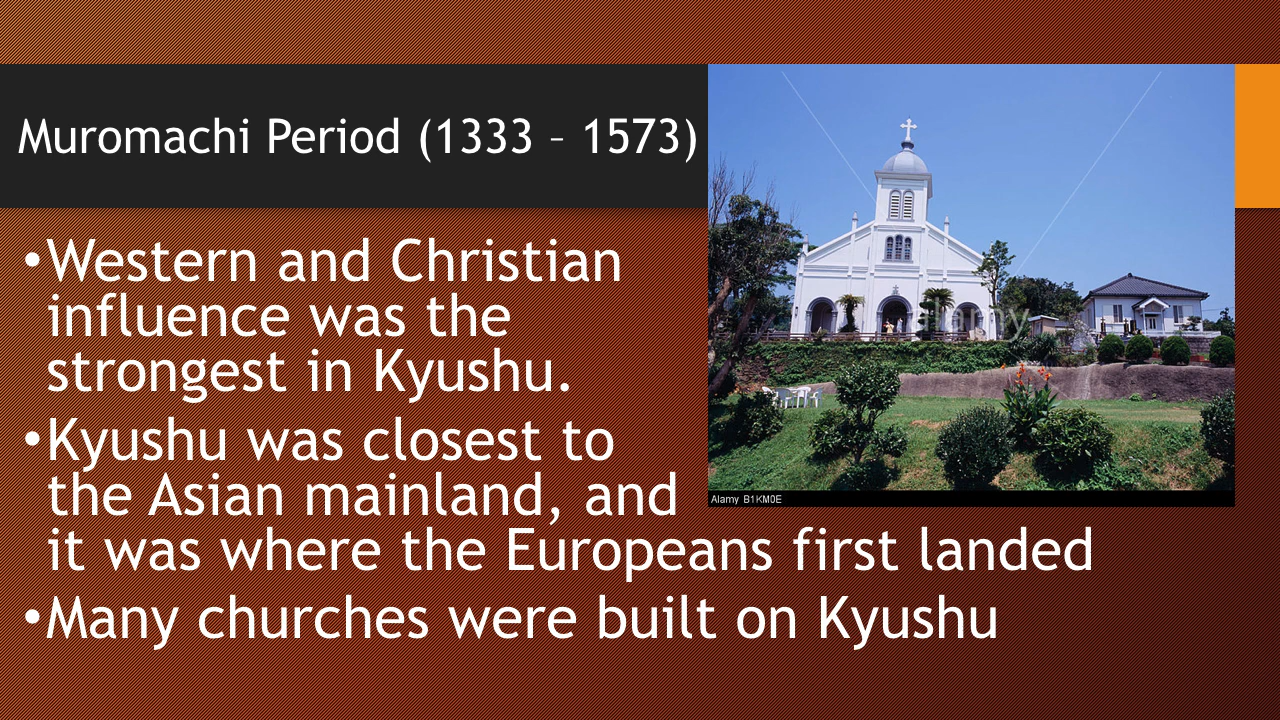 Muromachi Period (1333 – 1573)
•Western and Christian
influence was the
strongest in Kyushu.
•Kyushu was closest to
the Asian mainland, and
it was where the Europeans first landed
•Many churches were built on Kyushu
alamy
Alamy B1KM0E